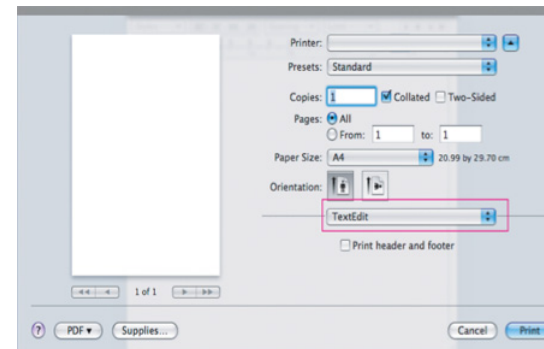 Printer:
Presets: Standard
Copies: 1 Collated Two-Sided
Pages: All
From: 1 to: 1
Paper Size: A4 20.99 by 29.70 cm
Orientation:
TextEdit
Print header and footer
1 of 1
? PDF Supplies... Cancel Print